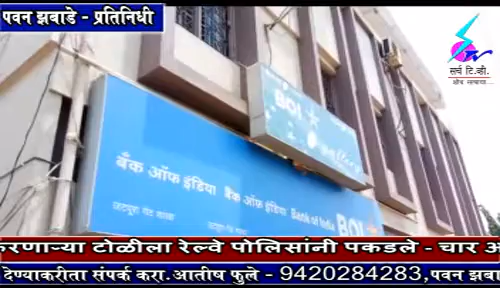 पवन झबाडे - प्रतिनिधी
सर्च टि.व्ही.
BOI
बँक ऑफ इंडिया बैंक ऑफ़ इंडिया Bank of India
BOI
करणाऱ्या टोळीला रेल्वे पोलिसांनी पकडले - चार
देण्याकरीता संपर्क करा.आतीष फुले - 9420284283,पवन झबा